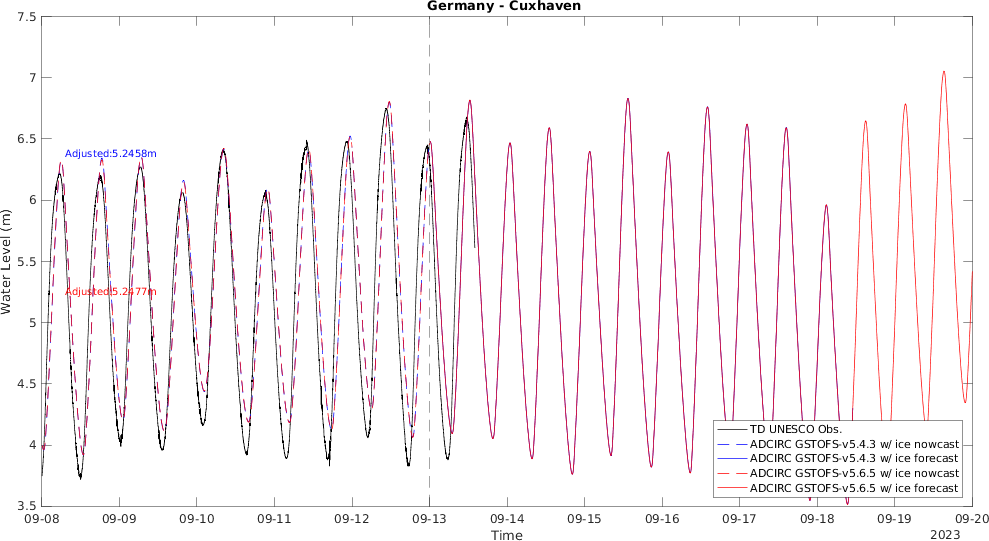 Germany - Cuxhaven
7.5
7
6.5
6
5.5
5
4.5
4
3.5
Water Level (m)
Adjusted:5.2458m
Adjusted:5.2477m
TD UNESCO Obs.
ADCIRC GSTOFS-v5.4.3 w/ ice nowcast
ADCIRC GSTOFS-v5.4.3 w/ ice forecast
ADCIRC GSTOFS-v5.6.5 w/ ice nowcast
ADCIRC GSTOFS-v5.6.5 w/ ice forecast
09-08 09-09 09-10 09-11 09-12 09-13 09-14 09-15 09-16 09-17 09-18 09-19 09-20
Time
2023